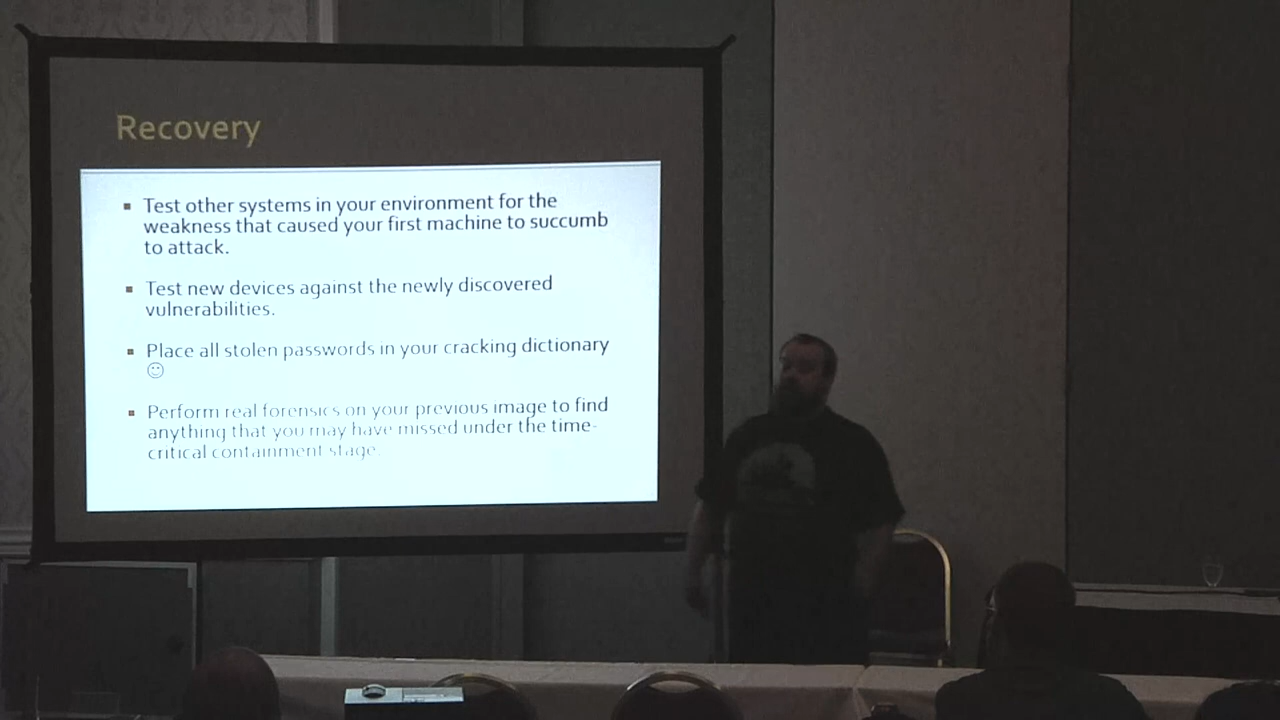 Recovery
▪ Test other systems in your environment for the
weakness that caused your first machine to succumb
to attack.
▪ Test new devices against the newly discovered
vulnerabilities.
▪ Place all stolen passwords in your cracking dictionary
☺
▪ Perform real forensics on your previous image to find
anything that you may have missed under the time-
critical containment stage.